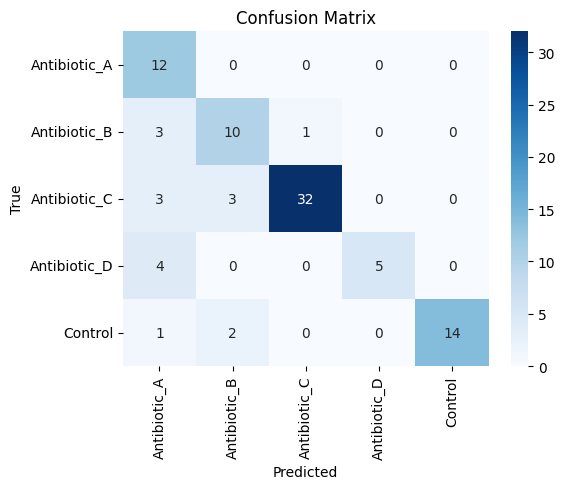 Confusion Matrix
True
Antibiotic_A 12 0 0 0 0
Antibiotic_B 3 10 1 0 0
Antibiotic_C 3 3 32 0 0
Antibiotic_D 4 0 0 5 0
Control 1 2 0 0 14
Antibiotic_A
Antibiotic_B
Antibiotic_C
Antibiotic_D
Control
Predicted
30
25
20
15
10
5
0